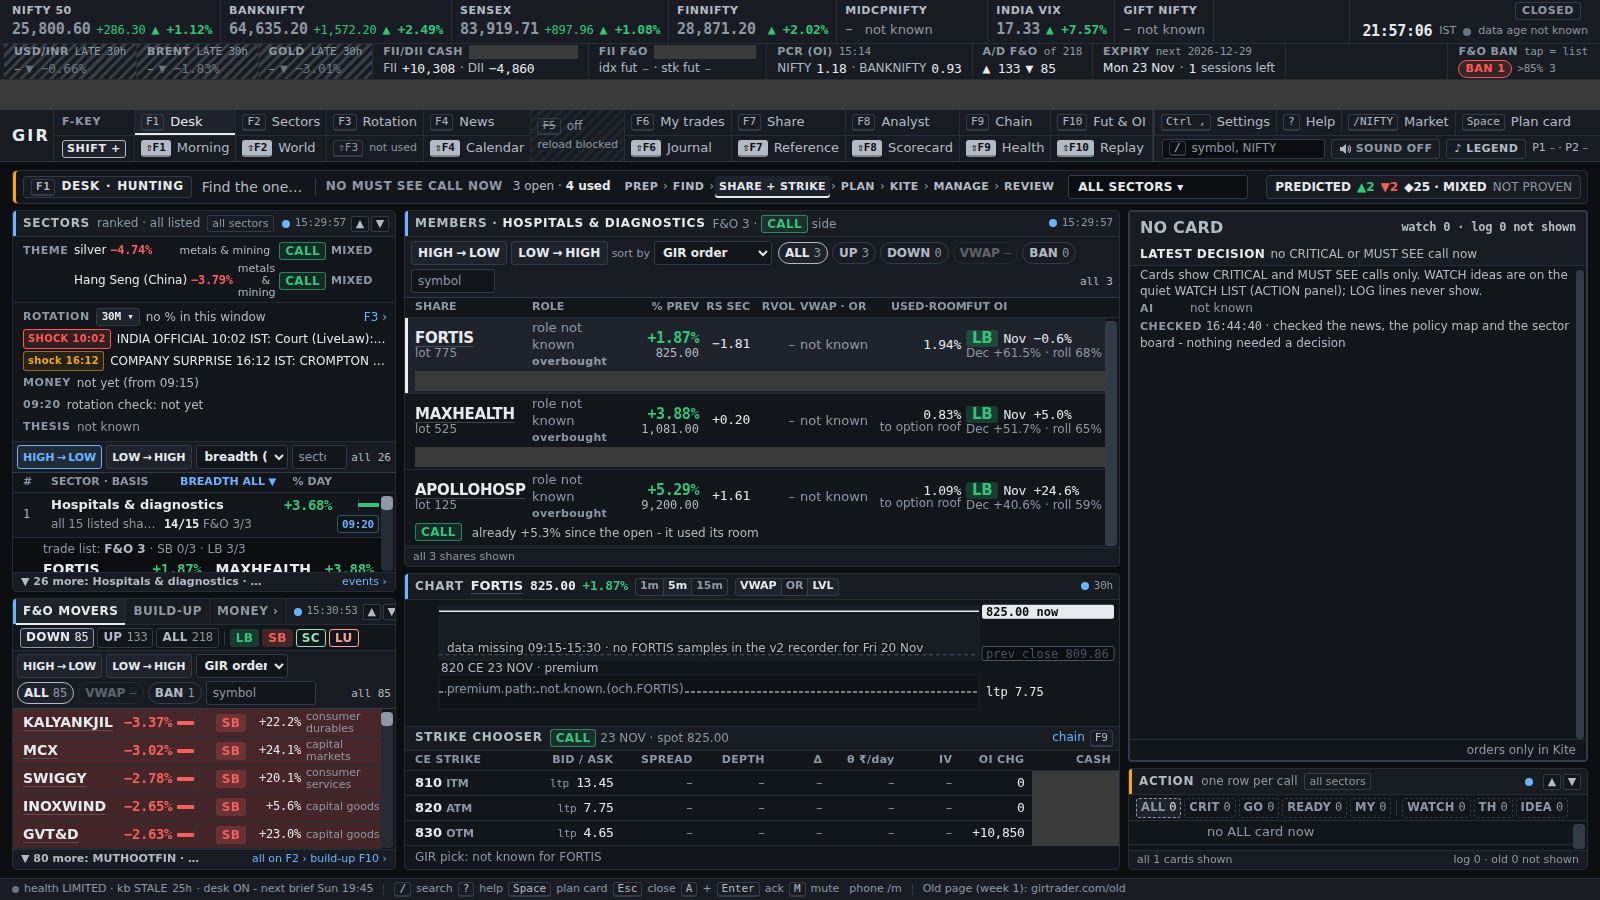 NIFTY 50
25,800.60 +286.30 ▲ +1.12%
BANKNIFTY
64,635.20 +1,572.20 ▲ +2.49%
SENSEX
83,919.71 +897.96 ▲ +1.08%
FINNIFTY
28,871.20 ▲ +2.02%
MIDCPNIFTY
– not known
INDIA VIX
17.33 ▲ +7.57%
GIFT NIFTY
– not known
CLOSED
21:57:06 IST ● data age not known
USD/INR LATE 30h
– ▼ −0.66%
BRENT LATE 30h
– ▼ −1.83%
GOLD LATE 30h
– ▼ −3.01%
FII/DII CASH
FII +10,308 · DII −4,860
FII F&O
idx fut – · stk fut –
PCR (OI) 15:14
NIFTY 1.18 · BANKNIFTY 0.93
A/D F&O of 218
▲ 133 ▼ 85
EXPIRY next 2026-12-29
Mon 23 Nov · 1 sessions left
F&O BAN tap = list
BAN 1 >85% 3
GIR
F-KEY
SHIFT +
F1 Desk
F2 Sectors
F3 Rotation
F4 News
F5 off
reload blocked
F6 My trades
F7 Share
F8 Analyst
F9 Chain
F10 Fut & OI
Ctrl , Settings
? Help
/NIFTY Market
Space Plan card
⇧F1 Morning
⇧F2 World
⇧F3 not used
⇧F4 Calendar
⇧F6 Journal
⇧F7 Reference
⇧F8 Scorecard
⇧F9 Health
⇧F10 Replay
/ symbol, NIFTY
SOUND OFF
♪ LEGEND
P1 – · P2 –
F1 DESK · HUNTING
Find the one…
NO MUST SEE CALL NOW
3 open · 4 used
PREP › FIND › SHARE + STRIKE › PLAN › KITE › MANAGE › REVIEW
ALL SECTORS ▾
PREDICTED ▲2 ▼2 ◆25 · MIXED NOT PROVEN
SECTORS ranked · all listed all sectors ● 15:29:57 ▲ ▼
THEME silver −4.74% metals & mining CALL MIXED
Hang Seng (China) −3.79% metals & mining CALL MIXED
ROTATION 30M ▾ no % in this window F3 ›
SHOCK 10:02 INDIA OFFICIAL 10:02 IST: Court (LiveLaw):…
shock 16:12 COMPANY SURPRISE 16:12 IST: CROMPTON …
MONEY not yet (from 09:15)
09:20 rotation check: not yet
THESIS not known
HIGH → LOW LOW → HIGH breadth ( secto all 26
# SECTOR · BASIS BREADTH ALL ▼ % DAY
1 Hospitals & diagnostics +3.68%
all 15 listed sha… 14/15 F&O 3/3 09:20
trade list: F&O 3 · SB 0/3 · LB 3/3
FORTIS +1.87% MAXHEALTH +3.88%
▼ 26 more: Hospitals & diagnostics · … events ›
F&O MOVERS BUILD-UP MONEY › ● 15:30:53 ▲ ▼
DOWN 85 UP 133 ALL 218 LB SB SC LU
HIGH → LOW LOW → HIGH GIR order
ALL 85 VWAP – BAN 1 symbol all 85
KALYANKJIL −3.37% SB +22.2% consumer durables
MCX −3.02% SB +24.1% capital markets
SWIGGY −2.78% SB +20.1% consumer services
INOXWIND −2.65% SB +5.6% capital goods
GVT&D −2.63% SB +23.0% capital goods
▼ 80 more: MUTHOOTFIN · … all on F2 › build-up F10 ›
MEMBERS · HOSPITALS & DIAGNOSTICS F&O 3 · CALL side ● 15:29:57
HIGH → LOW LOW → HIGH sort by GIR order ALL 3 UP 3 DOWN 0 VWAP – BAN 0
symbol all 3
SHARE ROLE % PREV RS SEC RVOL VWAP · OR USED·ROOM FUT OI
FORTIS role not known +1.87% −1.81 – not known 1.94% LB Nov −0.6%
lot 775 overbought 825.00 Dec +61.5% · roll 68%
MAXHEALTH role not known +3.88% +0.20 – not known 0.83% LB Nov +5.0%
lot 525 overbought 1,081.00 to option roof Dec +51.7% · roll 65%
APOLLOHOSP role not known +5.29% +1.61 – not known 1.09% LB Nov +24.6%
lot 125 overbought 9,200.00 to option roof Dec +40.6% · roll 59%
CALL already +5.3% since the open - it used its room
all 3 shares shown
CHART FORTIS 825.00 +1.87% 1m 5m 15m VWAP OR LVL ● 30h
825.00 now
data missing 09:15-15:30 · no FORTIS samples in the v2 recorder for Fri 20 Nov
prev close 809.86
820 CE 23 NOV · premium
premium path: not known (och FORTIS)
ltp 7.75
STRIKE CHOOSER CALL 23 NOV · spot 825.00 chain F9
CE STRIKE BID / ASK SPREAD DEPTH Δ θ ₹/day IV OI CHG CASH
810 ITM ltp 13.45 – – – – – 0
820 ATM ltp 7.75 – – – – – 0
830 OTM ltp 4.65 – – – – – +10,850
GIR pick: not known for FORTIS
NO CARD watch 0 · log 0 not shown
LATEST DECISION no CRITICAL or MUST SEE call now
Cards show CRITICAL and MUST SEE calls only. WATCH ideas are on the
quiet WATCH LIST (ACTION panel); LOG lines never show.
AI not known
CHECKED 16:44:40 · checked the news, the policy map and the sector
board - nothing needed a decision
orders only in Kite
ACTION one row per call all sectors ● ▲ ▼
ALL 0 CRIT 0 GO 0 READY 0 MY 0 WATCH 0 TH 0 IDEA 0
no ALL card now
all 1 cards shown log 0 · old 0 not shown
● health LIMITED · kb STALE 25h · desk ON - next brief Sun 19:45 | / search ? help Space plan card Esc close A + Enter ack M mute phone /m | Old page (week 1): girtrader.com/old